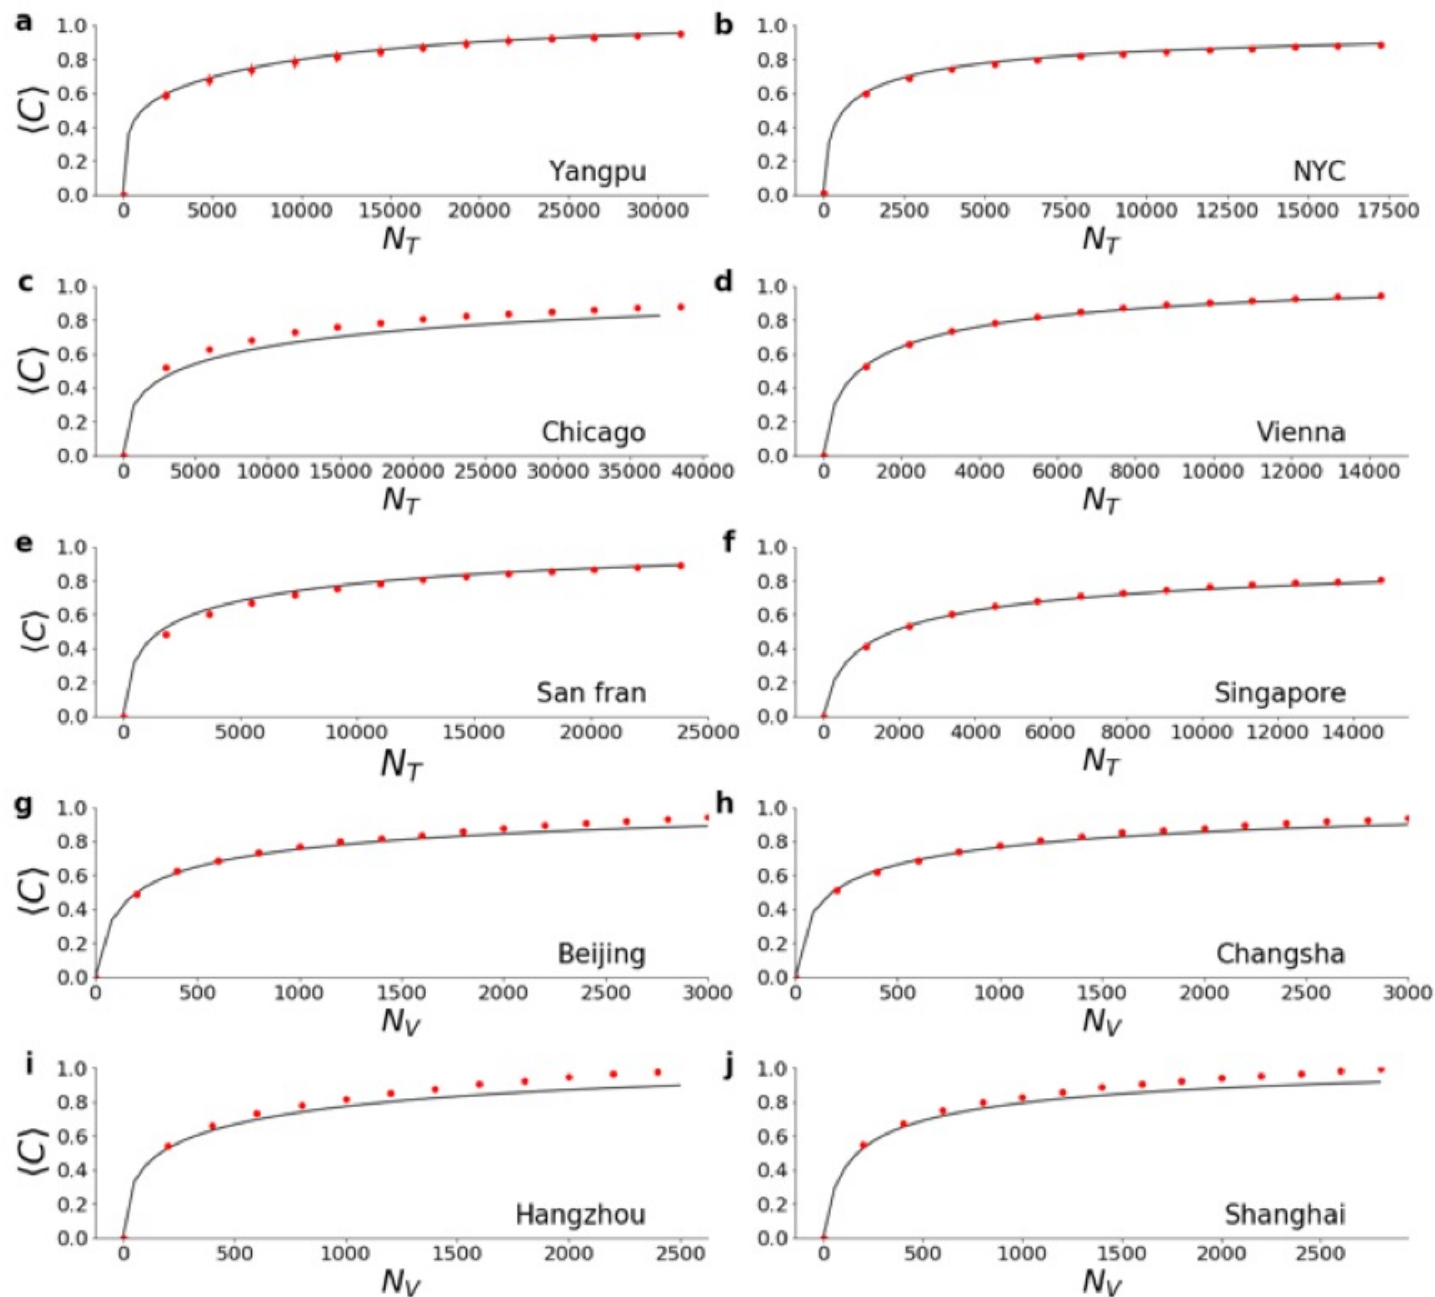 a
1.0
0.8
0.6
0.4
0.2
0.0
⟨C⟩
Yangpu
0 5000 10000 15000 20000 25000 30000
N_T
b
1.0
0.8
0.6
0.4
0.2
0.0
NYC
0 2500 5000 7500 10000 12500 15000 17500
N_T
c
1.0
0.8
0.6
0.4
0.2
0.0
⟨C⟩
Chicago
0 5000 10000 15000 20000 25000 30000 35000 40000
N_T
d
1.0
0.8
0.6
0.4
0.2
0.0
Vienna
0 2000 4000 6000 8000 10000 12000 14000
N_T
e
1.0
0.8
0.6
0.4
0.2
0.0
⟨C⟩
San fran
0 5000 10000 15000 20000 25000
N_T
f
1.0
0.8
0.6
0.4
0.2
0.0
Singapore
0 2000 4000 6000 8000 10000 12000 14000
N_T
g
1.0
0.8
0.6
0.4
0.2
0.0
⟨C⟩
Beijing
0 500 1000 1500 2000 2500 3000
N_V
h
1.0
0.8
0.6
0.4
0.2
0.0
Changsha
0 500 1000 1500 2000 2500 3000
N_V
i
1.0
0.8
0.6
0.4
0.2
0.0
⟨C⟩
Hangzhou
0 500 1000 1500 2000 2500
N_V
j
1.0
0.8
0.6
0.4
0.2
0.0
Shanghai
0 500 1000 1500 2000 2500
N_V